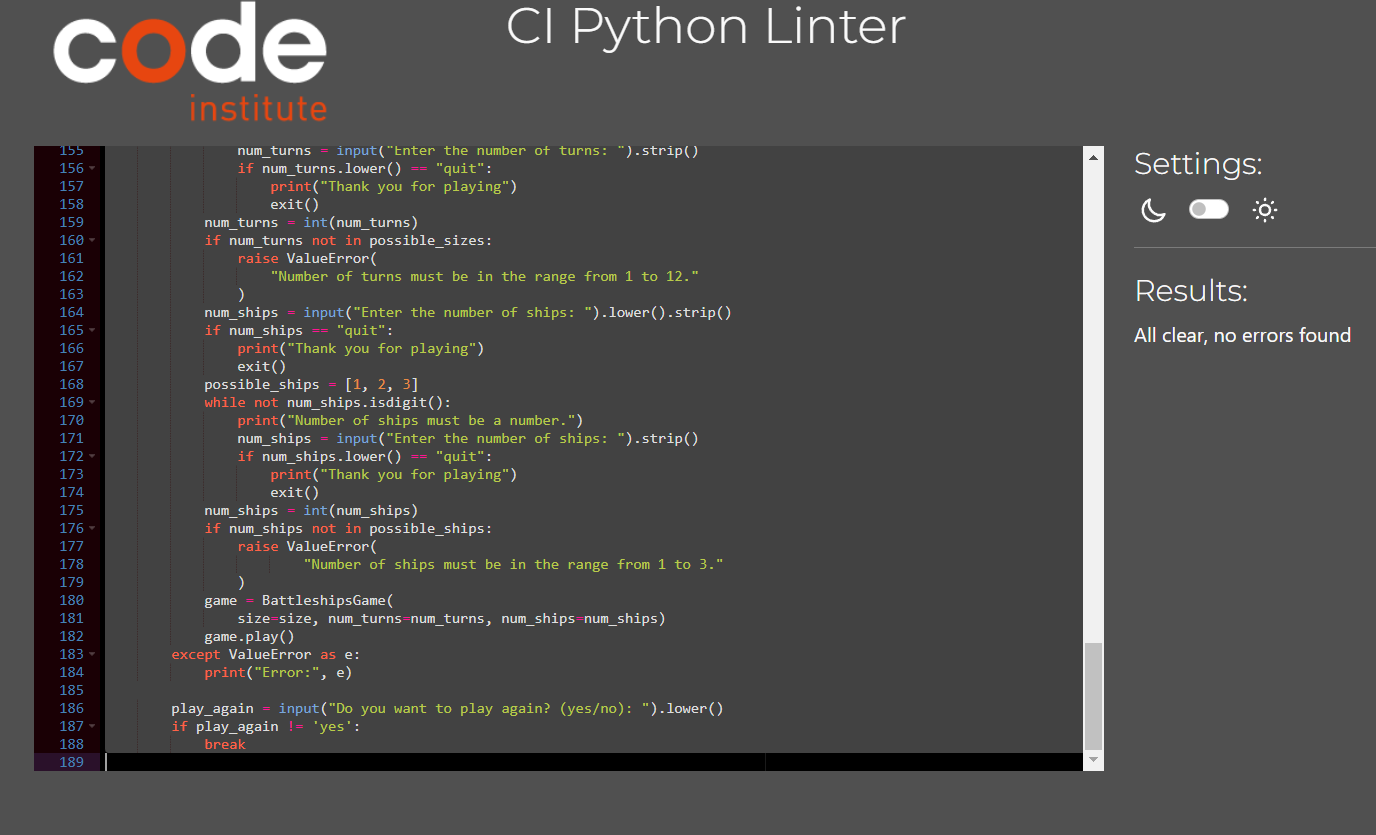 code
institute
CI Python Linter
155 num_turns = input("Enter the number of turns: ").strip()
156 if num_turns.lower() == "quit":
157 print("Thank you for playing")
158 exit()
159 num_turns = int(num_turns)
160 if num_turns not in possible_sizes:
161 raise ValueError(
162 "Number of turns must be in the range from 1 to 12."
163 )
164 num_ships = input("Enter the number of ships: ").lower().strip()
165 if num_ships == "quit":
166 print("Thank you for playing")
167 exit()
168 possible_ships = [1, 2, 3]
169 while not num_ships.isdigit():
170 print("Number of ships must be a number.")
171 num_ships = input("Enter the number of ships: ").strip()
172 if num_ships.lower() == "quit":
173 print("Thank you for playing")
174 exit()
175 num_ships = int(num_ships)
176 if num_ships not in possible_ships:
177 raise ValueError(
178 "Number of ships must be in the range from 1 to 3."
179 )
180 game = BattleshipsGame(
181 size=size, num_turns=num_turns, num_ships=num_ships)
182 game.play()
183 except ValueError as e:
184 print("Error:", e)
185
186 play_again = input("Do you want to play again? (yes/no): ").lower()
187 if play_again != 'yes':
188 break
189
Settings:
Results:
All clear, no errors found